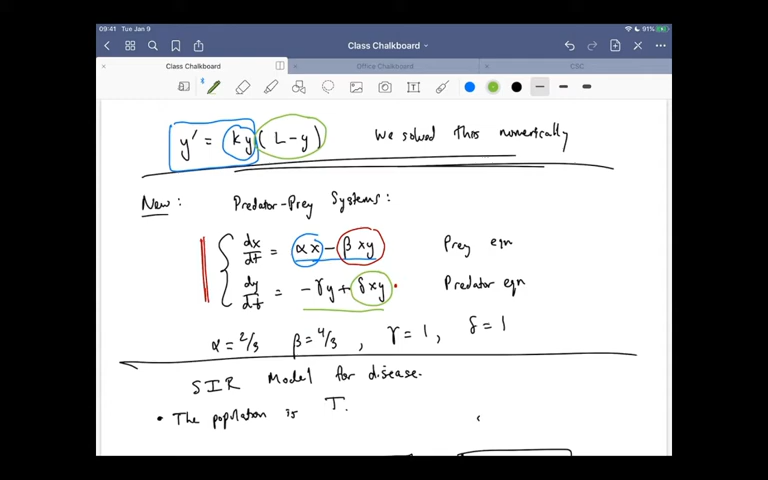 09:41 Tue Jan 9
91%
Class Chalkboard
Class Chalkboard
Office Chalkboard
CSC
y' = ky(L-y) We solved this numerically
New: Predator-Prey Systems:
dx/dt = αx - βxy Prey eqn
dy/dt = -γy + δxy Predator eqn
α = 2/3 β = 4/3, γ = 1, δ = 1
SIR Model for disease.
• The population is T.